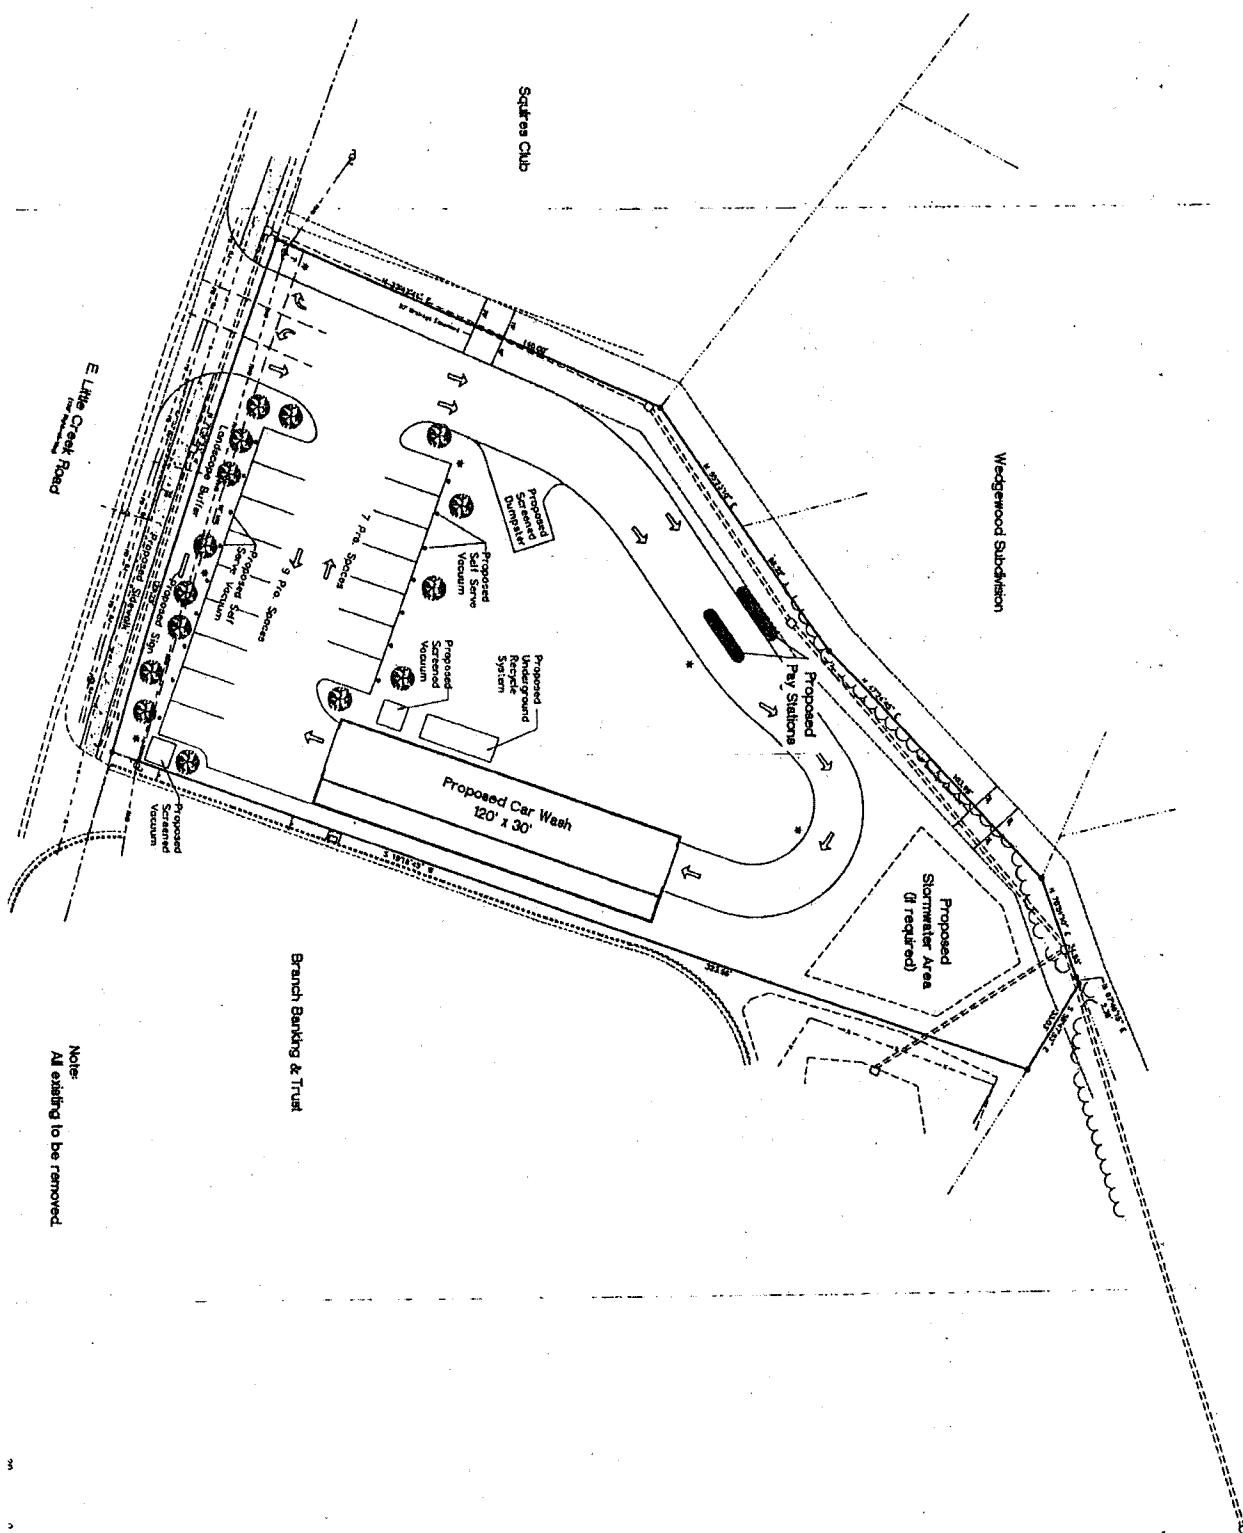 Squires Club
Wedgewood Subdivision
E. Little Creek Road
Landscape Buffer
Proposed Sidewalk
Proposed Sign
Proposed Self
Serve Vacuum
9 Pro. Spaces
7 Pro. Spaces
Proposed
Screened
Dumpster
Proposed
Self Serve
Vacuum
Proposed
Screened
Vacuum
Proposed
Underground
Recycle
System
Proposed
Pay Stations
Proposed Car Wash
120' x 30'
Proposed
Stormwater Area
(if required)
Proposed
Screened
Vacuum
Branch Banking & Trust
Note:
All existing to be removed.